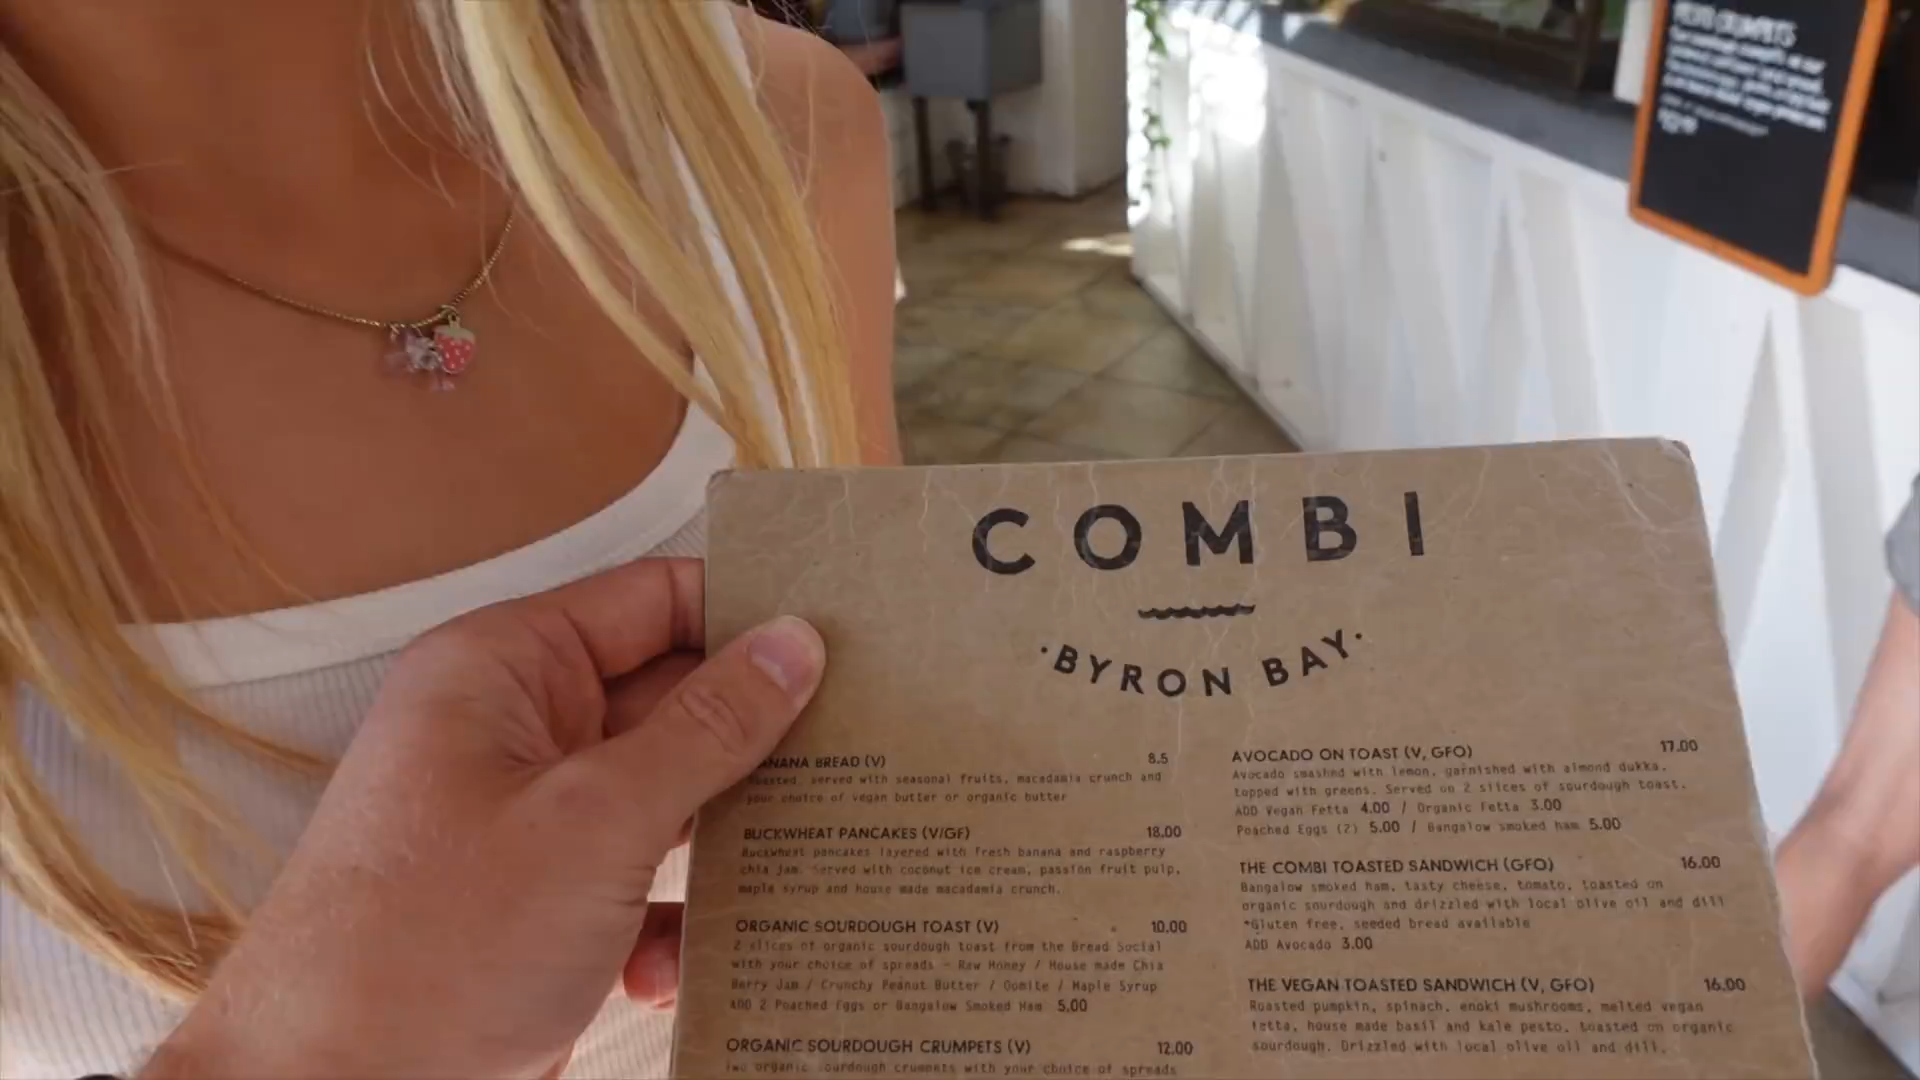 COMBI
·BYRON BAY·
ANANA BREAD (V) 8.5
Toasted, served with seasonal fruits, macadamia crunch and
your choice of vegan butter or organic butter
BUCKWHEAT PANCAKES (V/GF) 18.00
Buckwheat pancakes layered with fresh banana and raspberry
chia jam. Served with coconut ice cream, passion fruit pulp,
maple syrup and house made macadamia crunch.
ORGANIC SOURDOUGH TOAST (V) 10.00
2 slices of organic sourdough toast from the Bread Social
with your choice of spreads - Raw Honey / House made Chia
Berry Jam / Crunchy Peanut Butter / Oomite / Maple Syrup
ADD 2 Poached Eggs or Bangalow Smoked Ham 5.00
ORGANIC SOURDOUGH CRUMPETS (V) 12.00
Two organic sourdough crumpets with your choice of spreads
AVOCADO ON TOAST (V, GFO) 17.00
Avocado smashed with lemon, garnished with almond dukka,
topped with greens. Served on 2 slices of sourdough toast.
ADD Vegan Fetta 4.00 / Organic Fetta 3.00
Poached Eggs (2) 5.00 / Bangalow smoked ham 5.00
THE COMBI TOASTED SANDWICH (GFO) 16.00
Bangalow smoked ham, tasty cheese, tomato, toasted on
organic sourdough and drizzled with local olive oil and dill
*Gluten free, seeded bread available
ADD Avocado 3.00
THE VEGAN TOASTED SANDWICH (V, GFO) 16.00
Roasted pumpkin, spinach, enoki mushrooms, melted vegan
fetta, house made basil and kale pesto, toasted on organic
sourdough. Drizzled with local olive oil and dill.